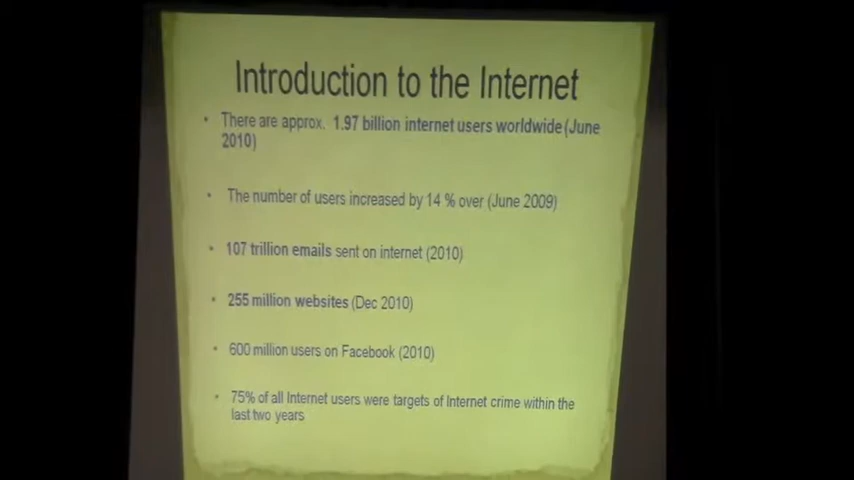 Introduction to the Internet
• There are approx. 1.97 billion internet users worldwide (June
2010)
• The number of users increased by 14 % over (June 2009)
• 107 trillion emails sent on internet (2010)
• 255 million websites (Dec 2010)
• 600 million users on Facebook (2010)
• 75% of all Internet users were targets of Internet crime within the
last two years